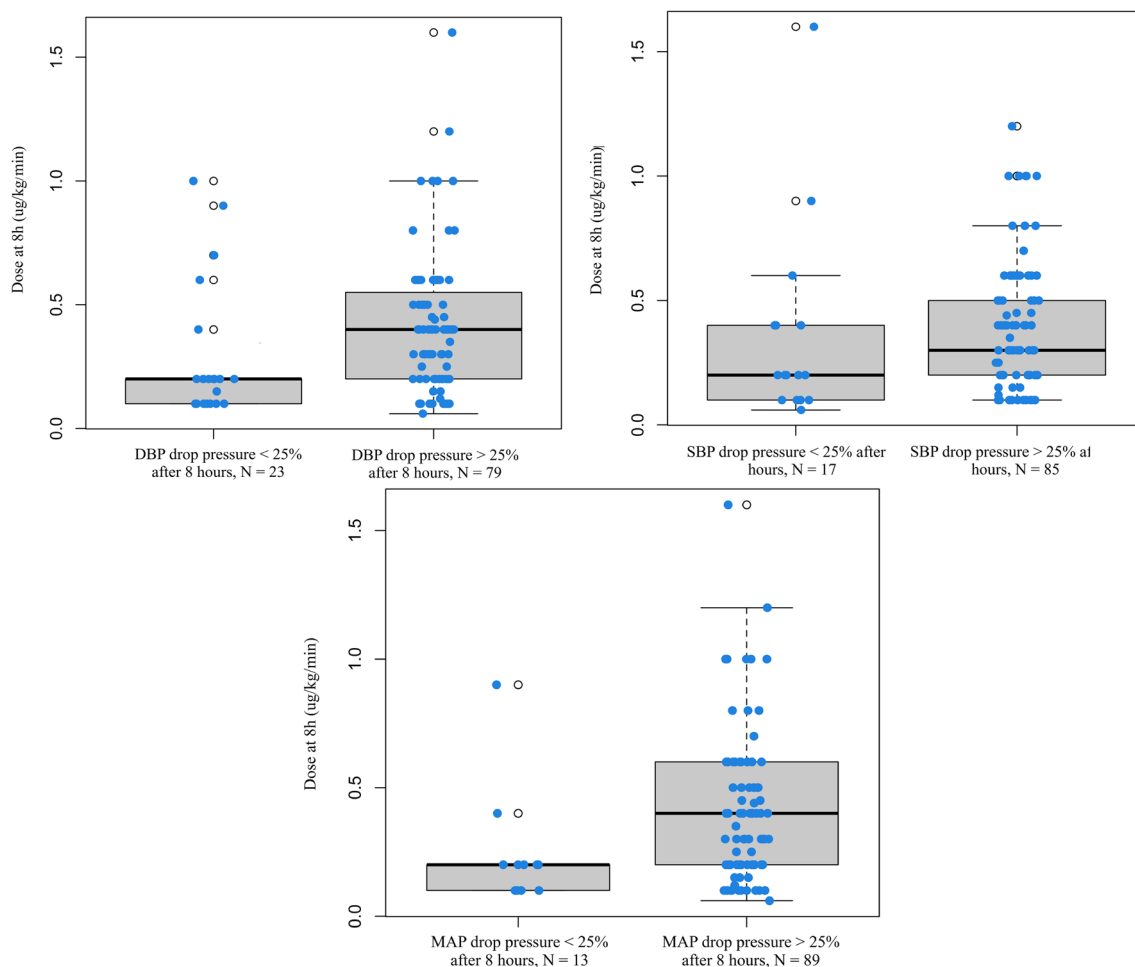 1.5
1.0
0.5
0.0
Dose at 8h (ug/kg/min)
DBP drop pressure < 25%
after 8 hours, N = 23
DBP drop pressure > 25%
after 8 hours, N = 79
1.5
1.0
0.5
0.0
Dose at 8h (ug/kg/min)
SBP drop pressure < 25% after
hours, N = 17
SBP drop pressure > 25% af
hours, N = 85
1.5
1.0
0.5
0.0
Dose at 8h (ug/kg/min)
MAP drop pressure < 25%
after 8 hours, N = 13
MAP drop pressure > 25%
after 8 hours, N = 89